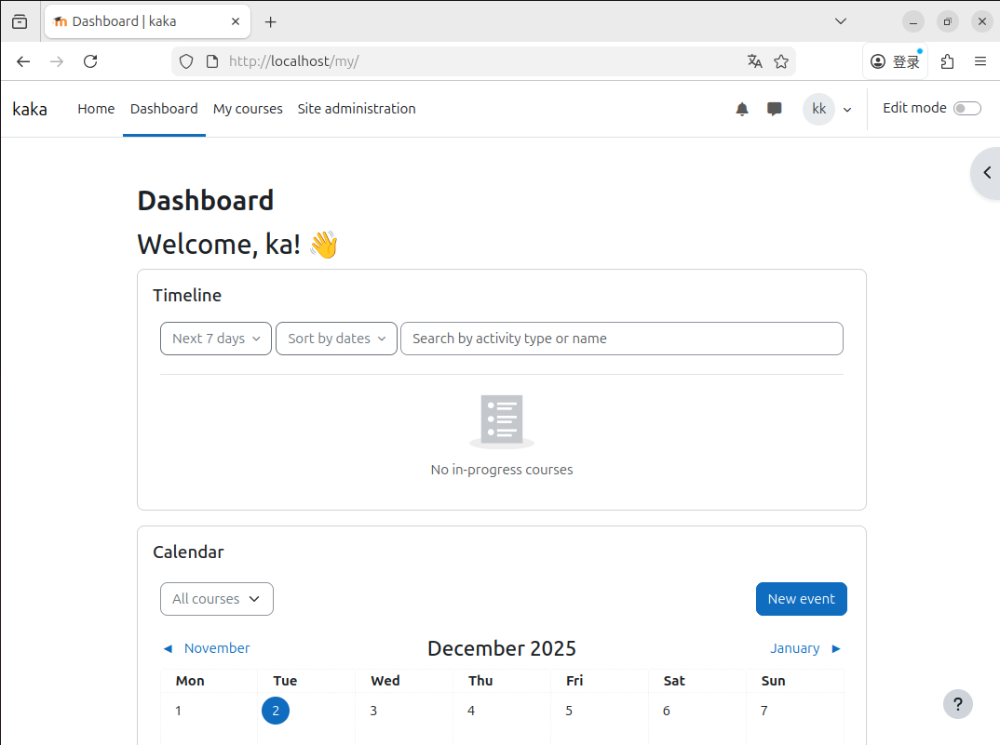 Dashboard | kaka
http://localhost/my/
登录
kaka Home Dashboard My courses Site administration kk Edit mode
Dashboard
Welcome, ka! 👋
Timeline
Next 7 days Sort by dates Search by activity type or name
No in-progress courses
Calendar
All courses New event
◄ November December 2025 January ►
Mon Tue Wed Thu Fri Sat Sun
1 2 3 4 5 6 7
?